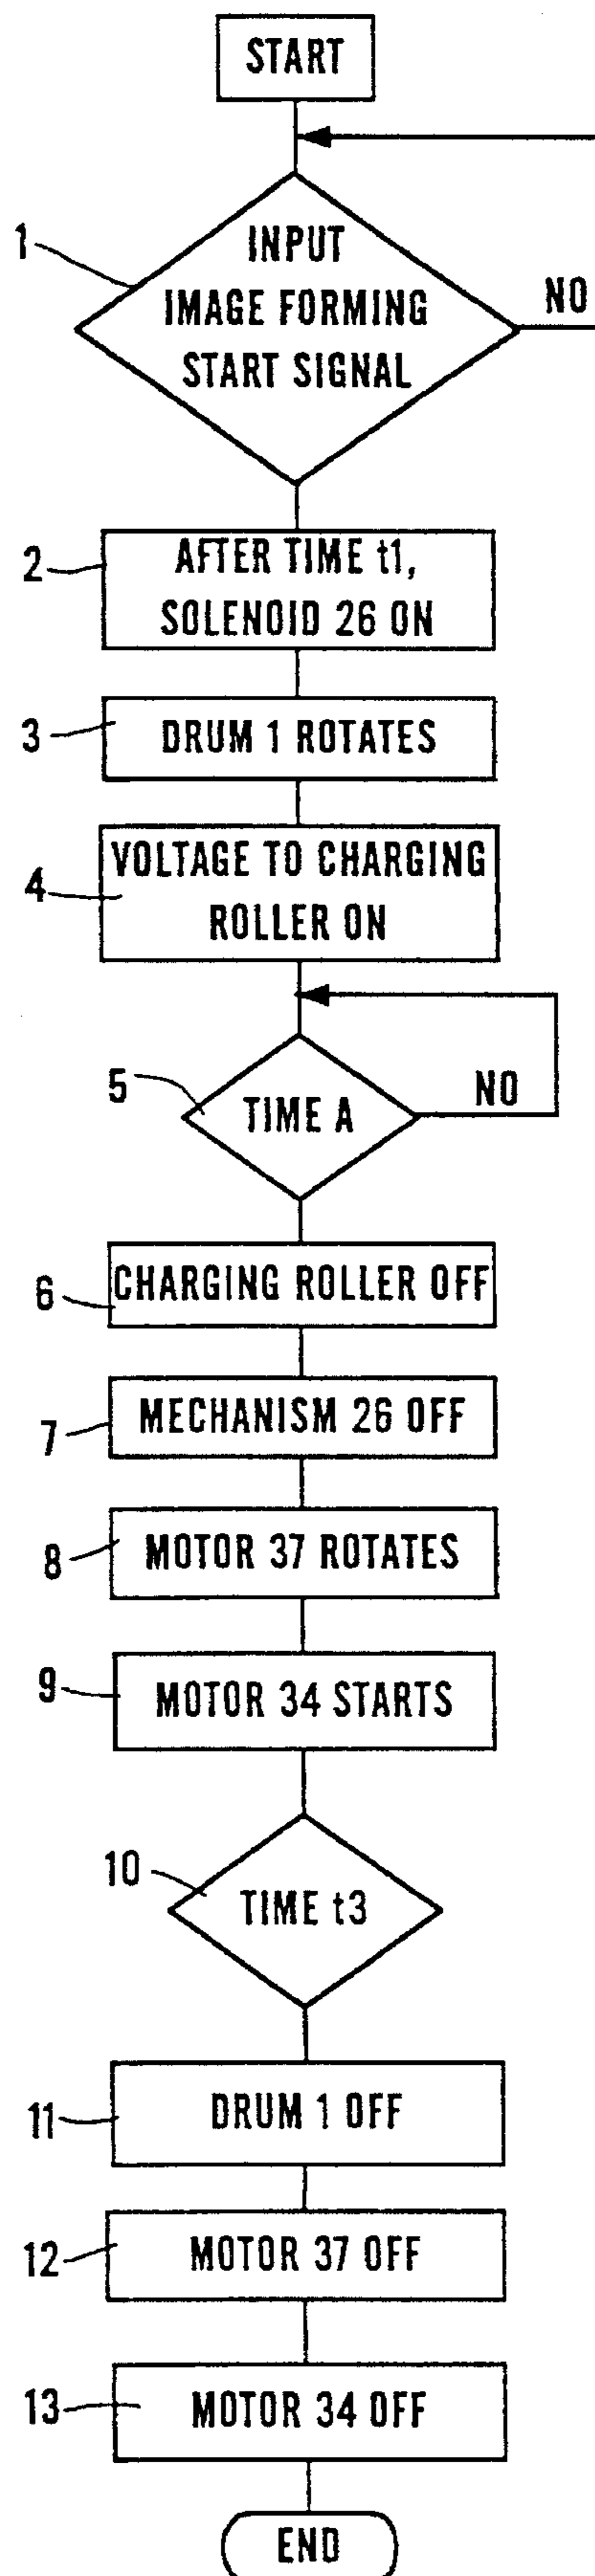 START
1
INPUT
IMAGE FORMING
START SIGNAL
NO
2
AFTER TIME t1,
SOLENOID 26 ON
3
DRUM 1 ROTATES
4
VOLTAGE TO CHARGING
ROLLER ON
5
TIME A
NO
6
CHARGING ROLLER OFF
7
MECHANISM 26 OFF
8
MOTOR 37 ROTATES
9
MOTOR 34 STARTS
10
TIME t3
11
DRUM 1 OFF
12
MOTOR 37 OFF
13
MOTOR 34 OFF
END